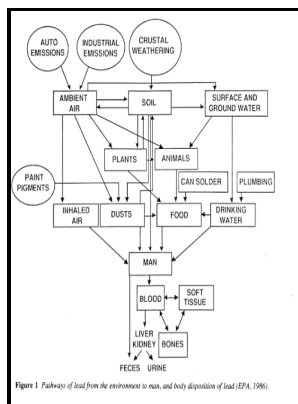 AUTO
EMISSIONS
INDUSTRIAL
EMISSIONS
CRUSTAL
WEATHERING
AMBIENT
AIR
SOIL
SURFACE AND
GROUND WATER
PLANTS
ANIMALS
PAINT
PIGMENTS
CAN SOLDER
PLUMBING
INHALED
AIR
DUSTS
FOOD
DRINKING
WATER
MAN
BLOOD
SOFT
TISSUE
LIVER
KIDNEY
BONES
FECES
URINE
Figure 1 Pathways of lead from the environment to man, and body disposition of lead (EPA, 1986).